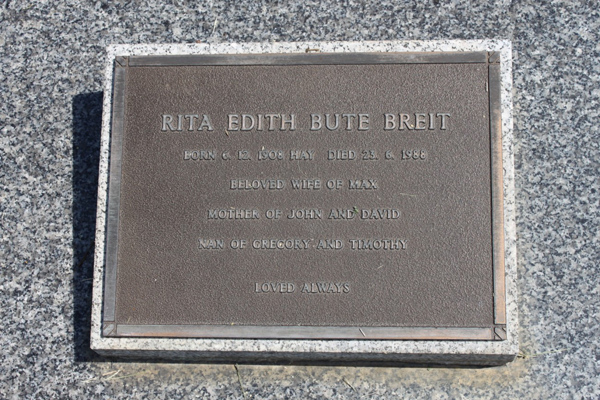 RITA EDITH BUTE BREIT
BORN 6. 12. 1908 HAY DIED 23. 6. 1988
BELOVED WIFE OF MAX
MOTHER OF JOHN AND DAVID
NAN OF GREGORY AND TIMOTHY
LOVED ALWAYS